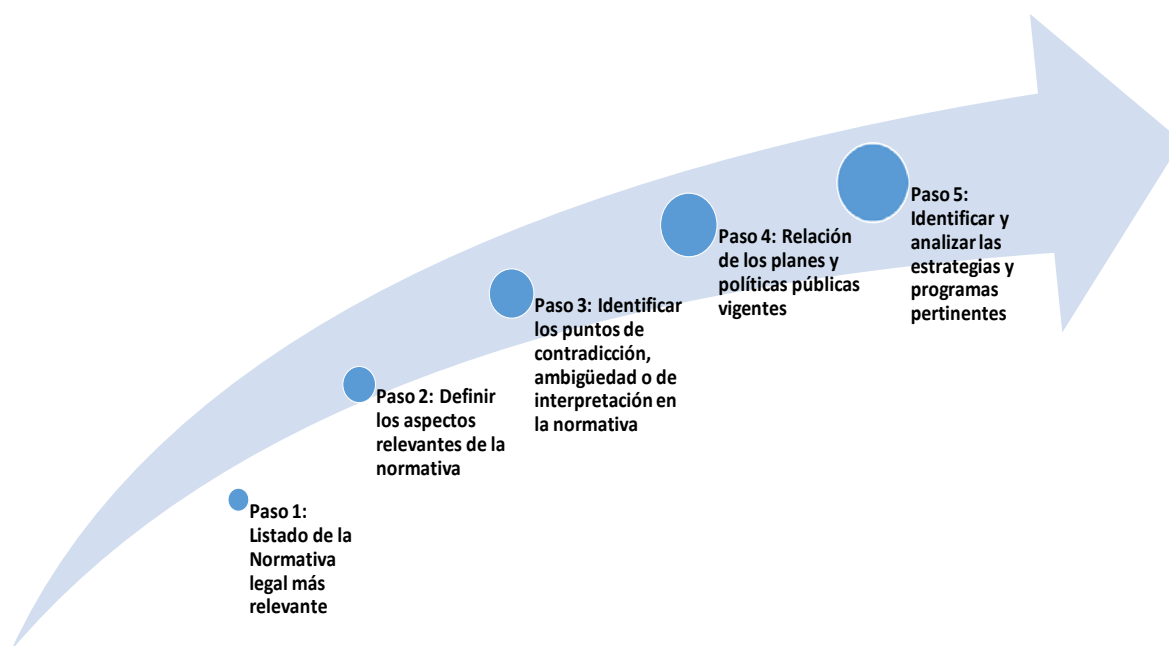 Paso 1:
Listado de la
Normativa
legal más
relevante
Paso 2: Definir
los aspectos
relevantes de la
normativa
Paso 3: Identificar
los puntos de
contradicción,
ambigüedad o de
interpretación en
la normativa
Paso 4: Relación
de los planes y
políticas públicas
vigentes
Paso 5:
Identificar y
analizar las
estrategias y
programas
pertinentes